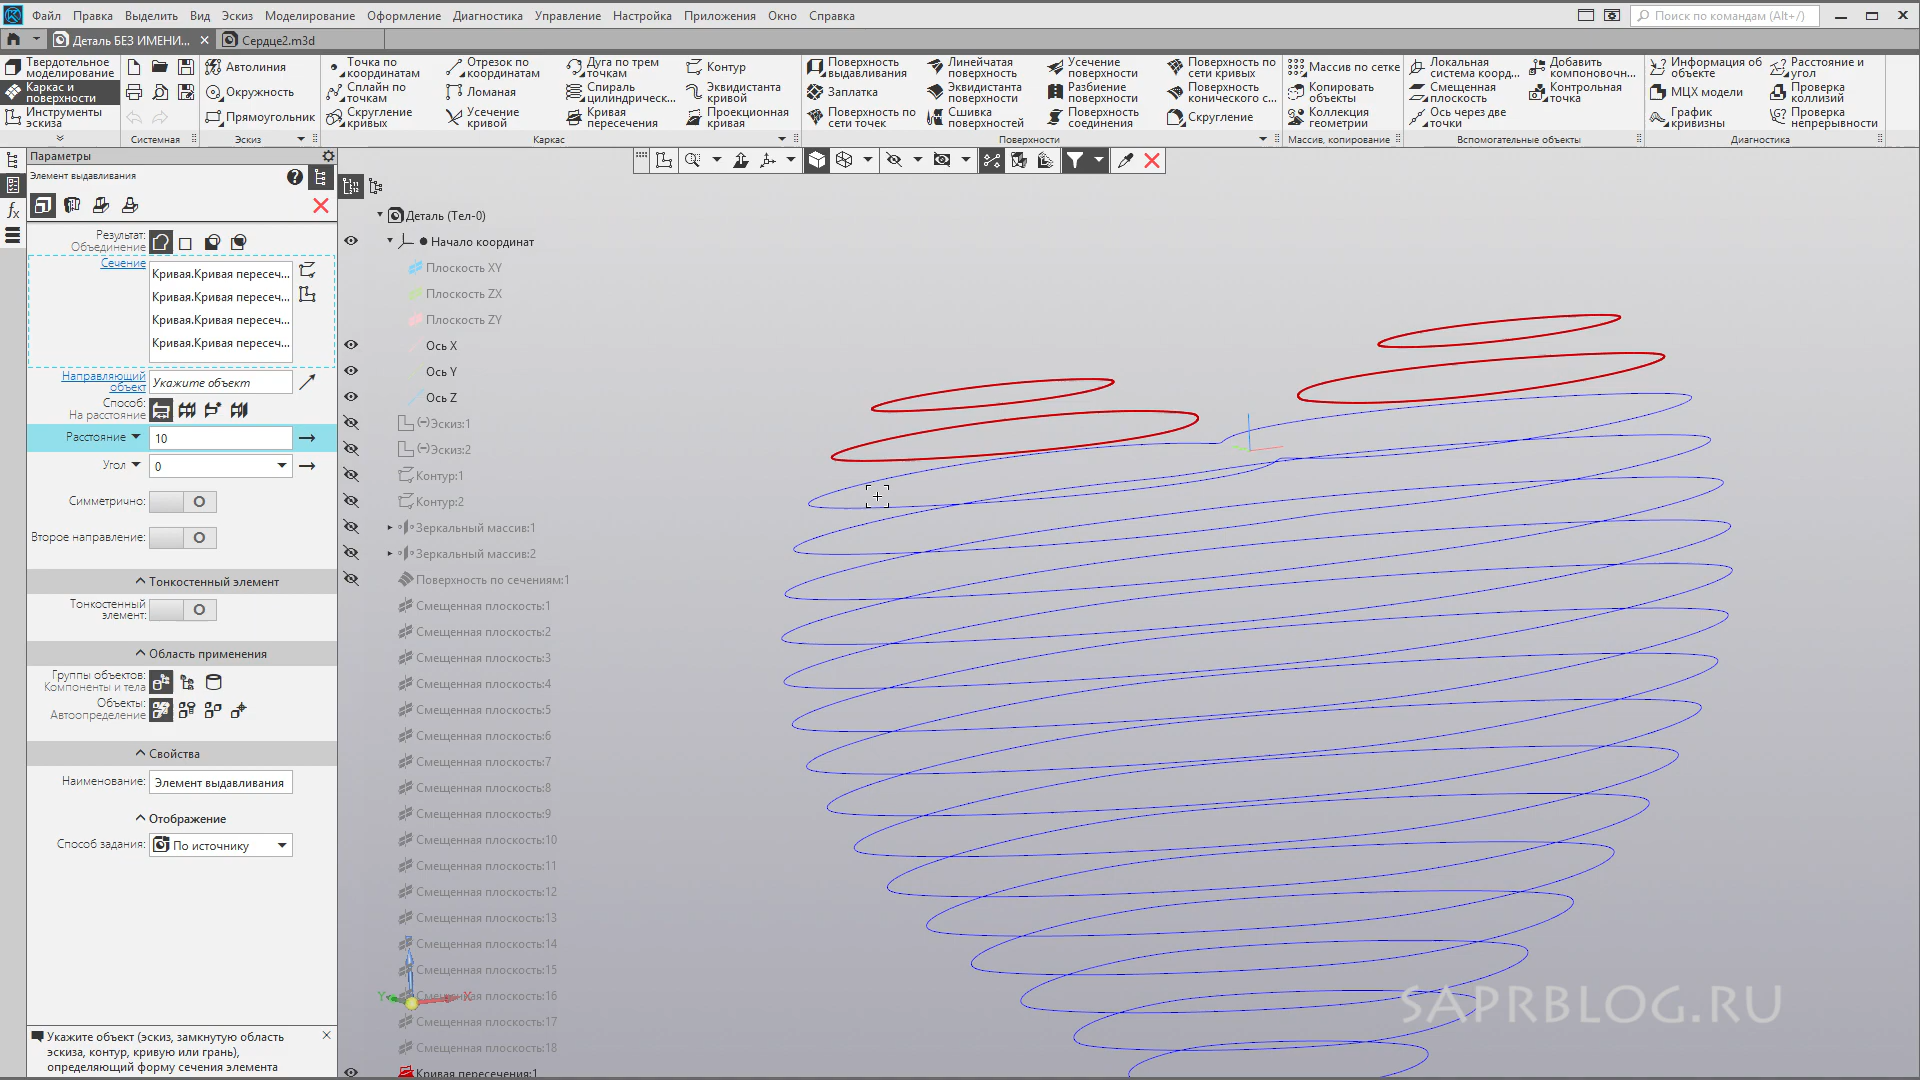 Файл Правка Выделить Вид Эскиз Моделирование Оформление Диагностика Управление Настройка Приложения Окно Справка
Поиск по командам (Alt+/)
Деталь БЕЗ ИМЕНИ...
Сердце2.m3d
Твердотельное моделирование
Каркас и поверхности
Инструменты эскиза
Системная
Автолиния
Окружность
Прямоугольник
Эскиз
Точка по координатам
Сплайн по точкам
Скругление кривых
Отрезок по координатам
Ломаная
Усечение кривой
Дуга по трем точкам
Спираль цилиндрическ...
Кривая пересечения
Контур
Эквидистанта кривой
Проекционная кривая
Каркас
Поверхность выдавливания
Заплатка
Поверхность по сети точек
Линейчатая поверхность
Эквидистанта поверхности
Сшивка поверхностей
Усечение поверхности
Разбиение поверхности
Поверхность соединения
Поверхность по сети кривых
Поверхность конического с...
Скругление
Поверхности
Массив по сетке
Копировать объекты
Коллекция геометрии
Массив, копирование
Локальная система коорд...
Смещенная плоскость
Ось через две точки
Добавить компоновочн...
Контрольная точка
Вспомогательные объекты
Информация об объекте
МЦХ модели
График кривизны
Расстояние и угол
Проверка коллизий
Проверка непрерывности
Диагностика
Параметры
Элемент выдавливания
Результат:
Объединение
Сечение
Кривая.Кривая пересеч...
Кривая.Кривая пересеч...
Кривая.Кривая пересеч...
Кривая.Кривая пересеч...
Направляющий объект
Укажите объект
Способ:
На расстояние
Расстояние 10
Угол 0
Симметрично:
Второе направление:
Тонкостенный элемент
Тонкостенный элемент:
Область применения
Группы объектов:
Компоненты и тела
Объекты:
Автоопределение
Свойства
Наименование: Элемент выдавливания
Отображение
Способ задания: По источнику
Укажите объект (эскиз, замкнутую область
эскиза, контур, кривую или грань),
определяющий форму сечения элемента
Деталь (Тел-0)
Начало координат
Плоскость XY
Плоскость ZX
Плоскость ZY
Ось X
Ось Y
Ось Z
(-)Эскиз:1
(-)Эскиз:2
Контур:1
Контур:2
Зеркальный массив:1
Зеркальный массив:2
Поверхность по сечениям:1
Смещенная плоскость:1
Смещенная плоскость:2
Смещенная плоскость:3
Смещенная плоскость:4
Смещенная плоскость:5
Смещенная плоскость:6
Смещенная плоскость:7
Смещенная плоскость:8
Смещенная плоскость:9
Смещенная плоскость:10
Смещенная плоскость:11
Смещенная плоскость:12
Смещенная плоскость:13
Смещенная плоскость:14
Смещенная плоскость:15
Смещенная плоскость:16
Смещенная плоскость:17
Смещенная плоскость:18
Кривая пересечения:1
Y X
SAPRBLOG.RU